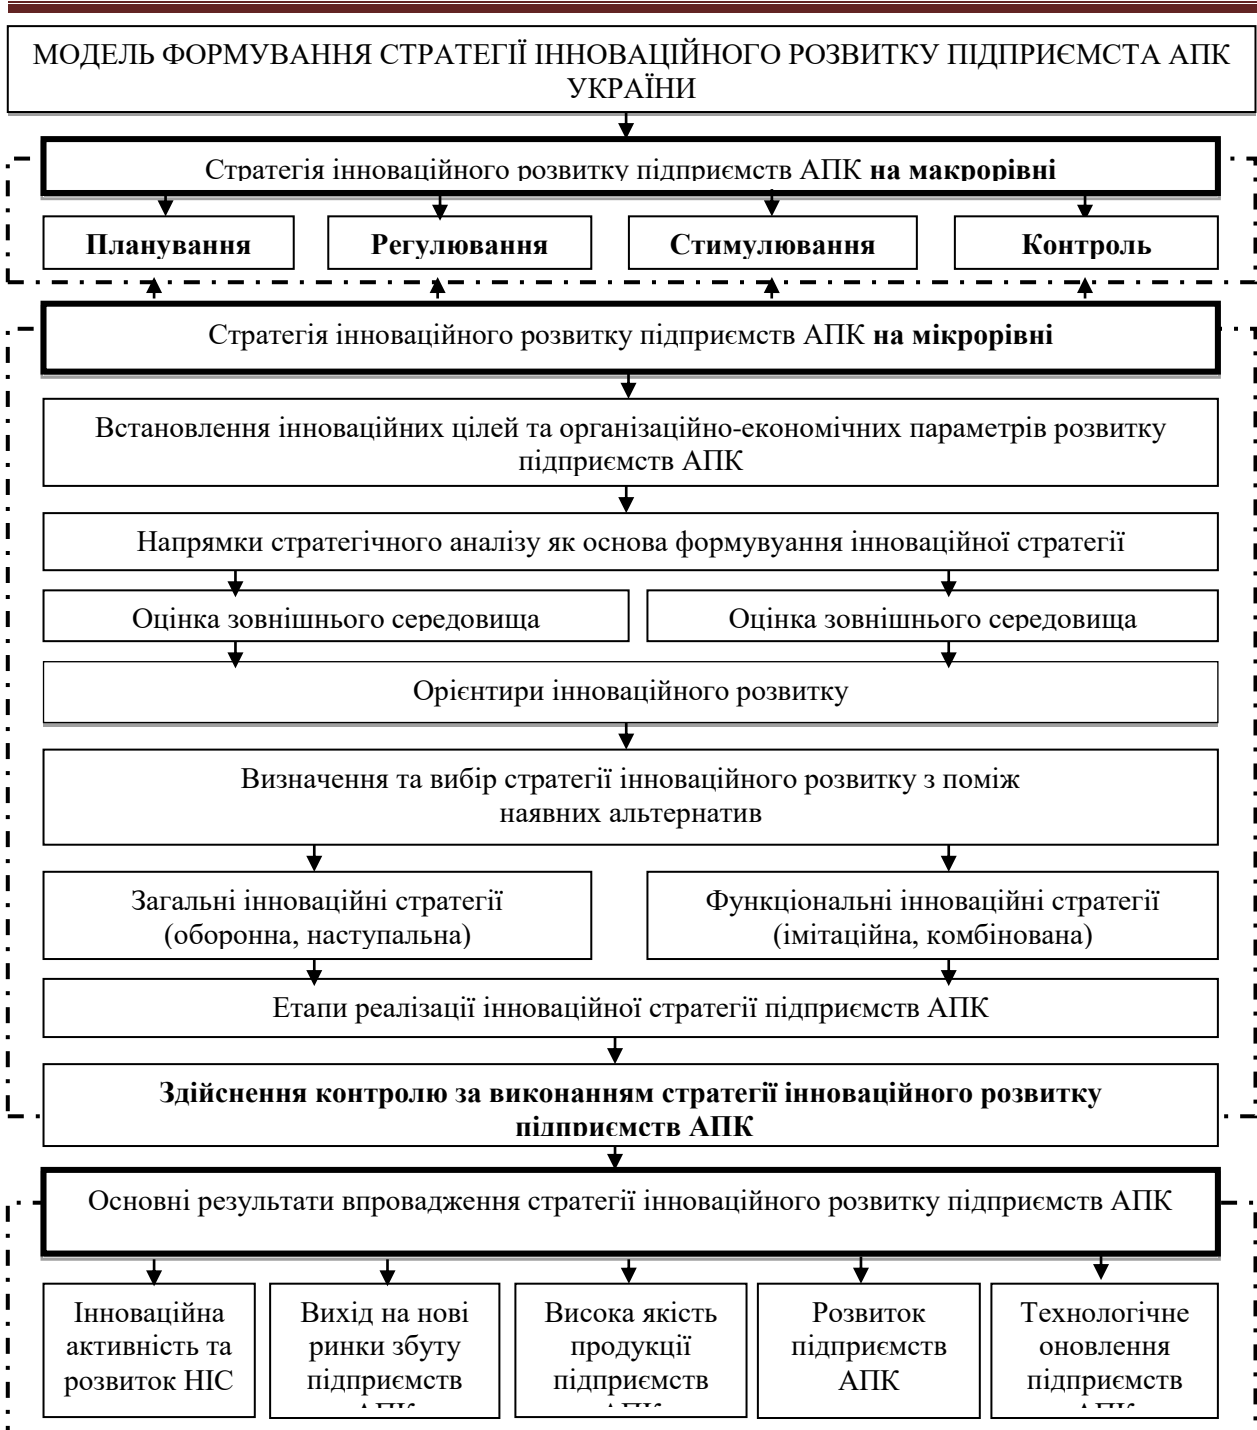 МОДЕЛЬ ФОРМУВАННЯ СТРАТЕГІЇ ІННОВАЦІЙНОГО РОЗВИТКУ ПІДПРИЄМСТА АПК
УКРАЇНИ
Стратегія інноваційного розвитку підприємств АПК на макрорівні
Планування
Регулювання
Стимулювання
Контроль
Стратегія інноваційного розвитку підприємств АПК на мікрорівні
Встановлення інноваційних цілей та організаційно-економічних параметрів розвитку
підприємств АПК
Напрямки стратегічного аналізу як основа формувуання інноваційної стратегії
Оцінка зовнішнього середовища
Оцінка зовнішнього середовища
Орієнтири інноваційного розвитку
Визначення та вибір стратегії інноваційного розвитку з поміж
наявних альтернатив
Загальні інноваційні стратегії
(оборонна, наступальна)
Функціональні інноваційні стратегії
(імітаційна, комбінована)
Етапи реалізації інноваційної стратегії підприємств АПК
Здійснення контролю за виконанням стратегії інноваційного розвитку
підприємств АПК
Основні результати впровадження стратегії інноваційного розвитку підприємств АПК
Інноваційна
активність та
розвиток НІС
Вихід на нові
ринки збуту
підприємств
АПК
Висока якість
продукції
підприємств
АПК
Розвиток
підприємств
АПК
Технологічне
оновлення
підприємств
АПК